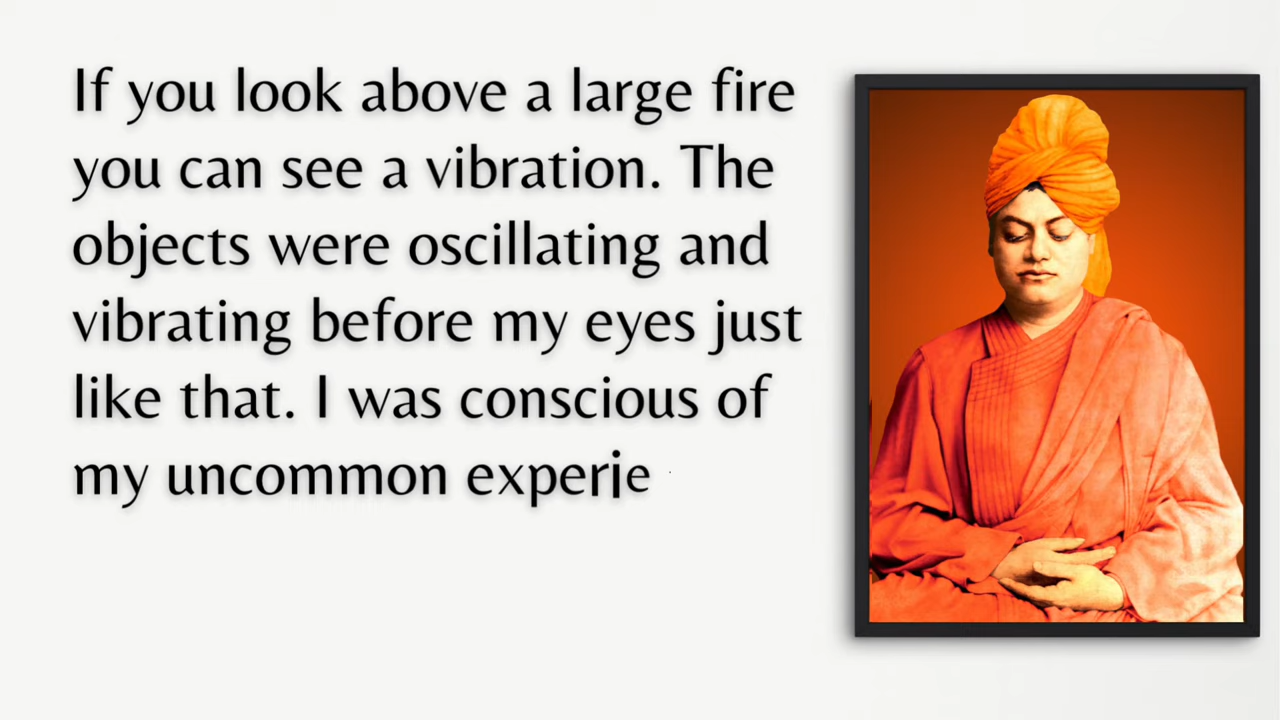 If you look above a large fire
you can see a vibration. The
objects were oscillating and
vibrating before my eyes just
like that. I was conscious of
my uncommon experie